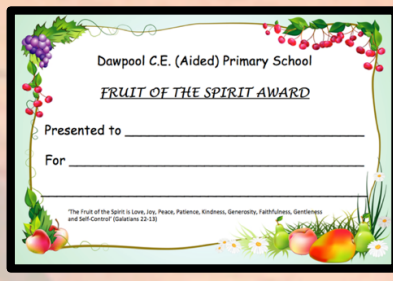 Dawpool C.E. (Aided) Primary School
FRUIT OF THE SPIRIT AWARD
Presented to
For
'The Fruit of the Spirit is Love, Joy, Peace, Patience, Kindness, Generosity, Faithfulness, Gentleness
and Self-Control' (Galatians 22-13)